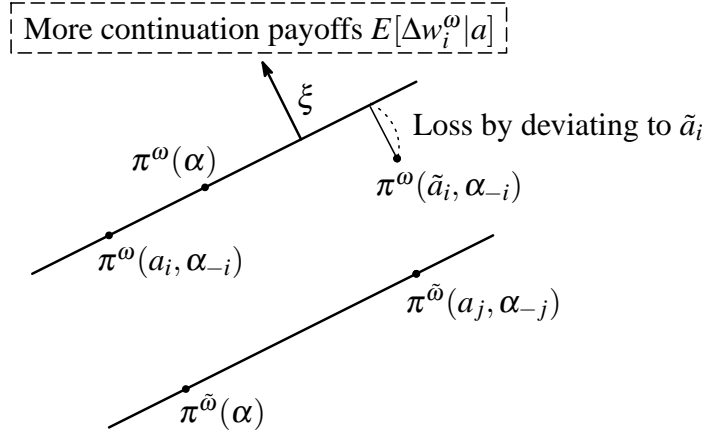 More continuation payoffs E[Δw_i^ω|a]
ξ
Loss by deviating to ã_i
π^ω(α)
π^ω(ã_i, α_{−i})
π^ω(a_i, α_{−i})
π^ω̃(a_j, α_{−j})
π^ω̃(α)